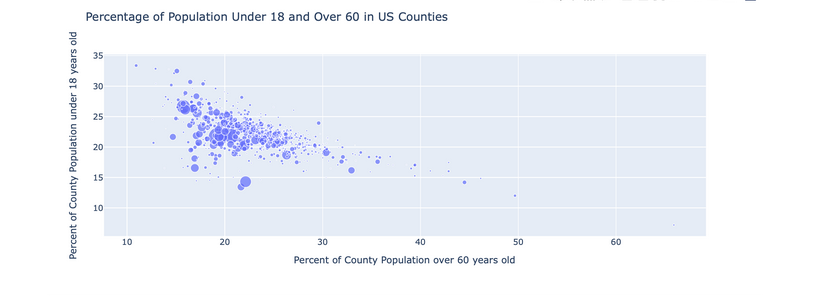 Percentage of Population Under 18 and Over 60 in US Counties
Percent of County Population under 18 years old
35
30
25
20
15
10
10 20 30 40 50 60
Percent of County Population over 60 years old